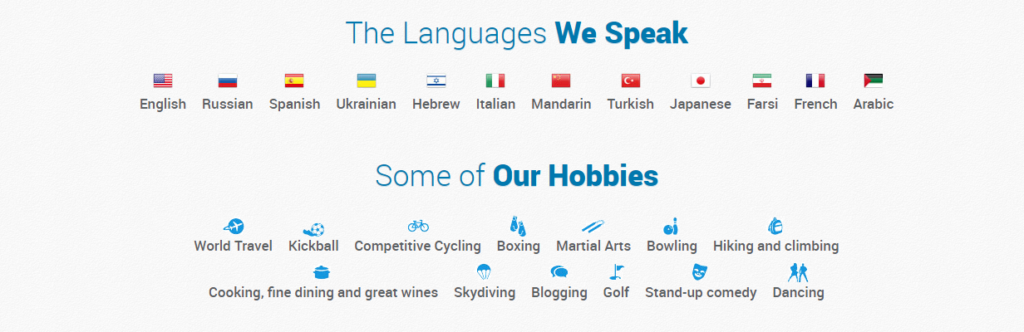 The Languages We Speak
English Russian Spanish Ukrainian Hebrew Italian Mandarin Turkish Japanese Farsi French Arabic
Some of Our Hobbies
World Travel Kickball Competitive Cycling Boxing Martial Arts Bowling Hiking and climbing
Cooking, fine dining and great wines Skydiving Blogging Golf Stand-up comedy Dancing